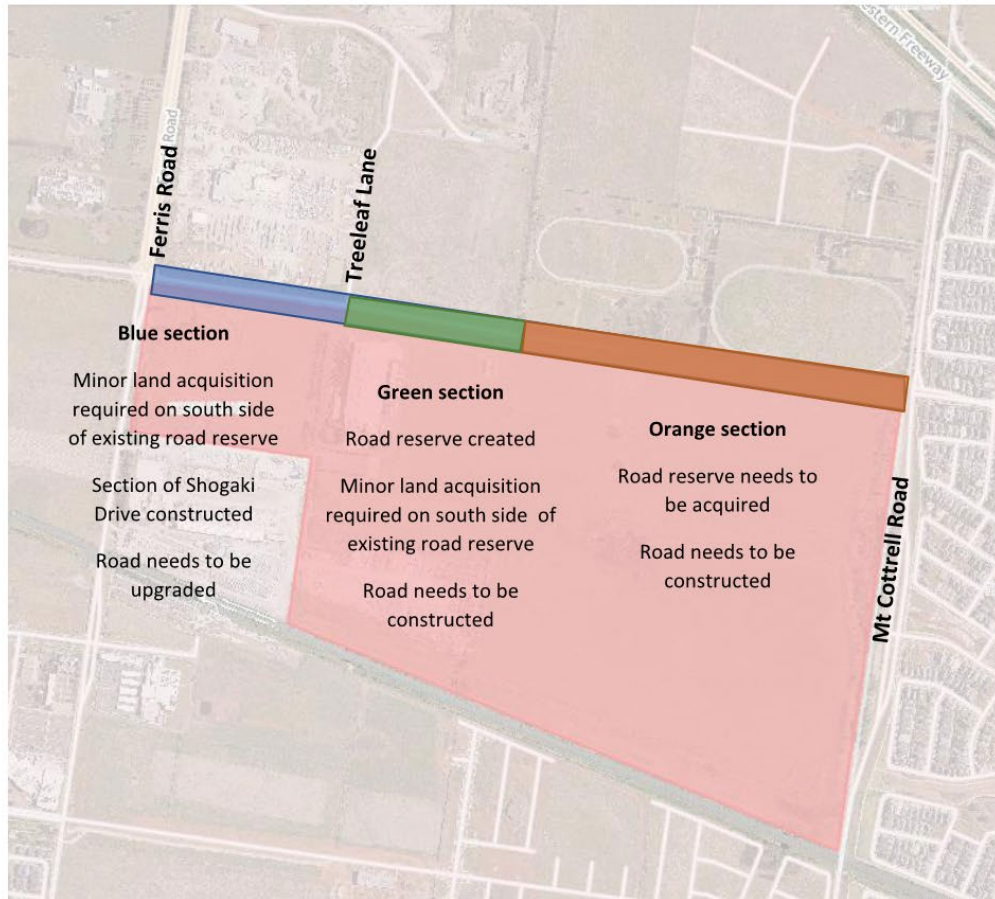 estern Freeway
Road
Ferris Road
Treeleaf Lane
Blue section
Minor land acquisition
required on south side
of existing road reserve
Section of Shogaki
Drive constructed
Road needs to be
upgraded
Green section
Road reserve created
Minor land acquisition
required on south side of
existing road reserve
Road needs to be
constructed
Orange section
Road reserve needs to
be acquired
Road needs to be
constructed
Mt Cottrell Road